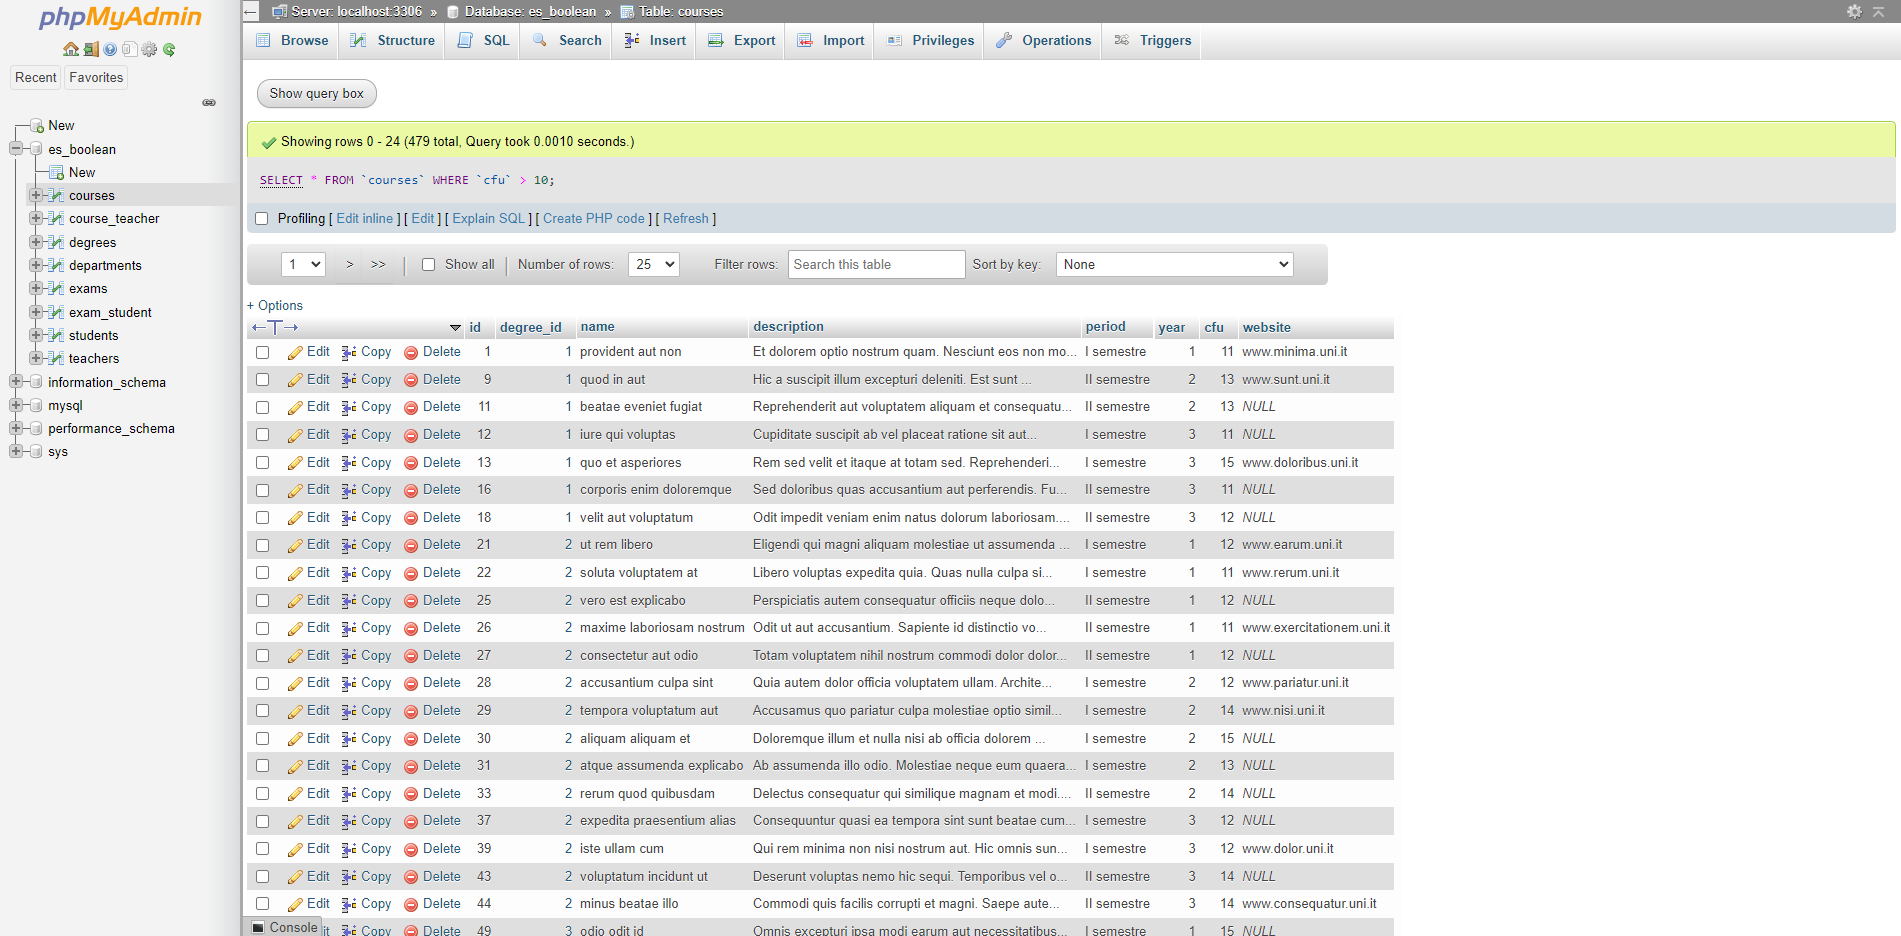 phpMyAdmin
Recent Favorites
New
es_boolean
New
courses
course_teacher
degrees
departments
exams
exam_student
students
teachers
information_schema
mysql
performance_schema
sys
Server: localhost:3306 » Database: es_boolean » Table: courses
Browse Structure SQL Search Insert Export Import Privileges Operations Triggers
Show query box
Showing rows 0 - 24 (479 total, Query took 0.0010 seconds.)
SELECT * FROM `courses` WHERE `cfu` > 10;
Profiling [ Edit inline ] [ Edit ] [ Explain SQL ] [ Create PHP code ] [ Refresh ]
1 > >> | Show all | Number of rows: 25 Filter rows: Search this table Sort by key: None
+ Options
←T→ id degree_id name description period year cfu website
Edit Copy Delete 1 1 provident aut non Et dolorem optio nostrum quam. Nesciunt eos non mo... I semestre 1 11 www.minima.uni.it
Edit Copy Delete 9 1 quod in aut Hic a suscipit illum excepturi deleniti. Est sunt ... II semestre 2 13 www.sunt.uni.it
Edit Copy Delete 11 1 beatae eveniet fugiat Reprehenderit aut voluptatem aliquam et consequatu... II semestre 2 13 NULL
Edit Copy Delete 12 1 iure qui voluptas Cupiditate suscipit ab vel placeat ratione sit aut... II semestre 3 11 NULL
Edit Copy Delete 13 1 quo et asperiores Rem sed velit et itaque at totam sed. Reprehenderi... I semestre 3 15 www.doloribus.uni.it
Edit Copy Delete 16 1 corporis enim doloremque Sed doloribus quas accusantium aut perferendis. Fu... II semestre 3 11 NULL
Edit Copy Delete 18 1 velit aut voluptatum Odit impedit veniam enim natus dolorum laboriosam.... II semestre 3 12 NULL
Edit Copy Delete 21 2 ut rem libero Eligendi qui magni aliquam molestiae ut assumenda ... I semestre 1 12 www.earum.uni.it
Edit Copy Delete 22 2 soluta voluptatem at Libero voluptas expedita quia. Quas nulla culpa si... I semestre 1 11 www.rerum.uni.it
Edit Copy Delete 25 2 vero est explicabo Perspiciatis autem consequatur officiis neque dolo... II semestre 1 12 NULL
Edit Copy Delete 26 2 maxime laboriosam nostrum Odit ut aut accusantium. Sapiente id distinctio vo... II semestre 1 11 www.exercitationem.uni.it
Edit Copy Delete 27 2 consectetur aut odio Totam voluptatem nihil nostrum commodi dolor dolor... II semestre 1 12 NULL
Edit Copy Delete 28 2 accusantium culpa sint Quia autem dolor officia voluptatem ullam. Archite... I semestre 2 12 www.pariatur.uni.it
Edit Copy Delete 29 2 tempora voluptatum aut Accusamus quo pariatur culpa molestiae optio simil... I semestre 2 14 www.nisi.uni.it
Edit Copy Delete 30 2 aliquam aliquam et Doloremque illum et nulla nisi ab officia dolorem ... I semestre 2 15 NULL
Edit Copy Delete 31 2 atque assumenda explicabo Ab assumenda illo odio. Molestiae neque eum quaera... I semestre 2 13 NULL
Edit Copy Delete 33 2 rerum quod quibusdam Delectus consequatur qui similique magnam et modi.... II semestre 2 14 NULL
Edit Copy Delete 37 2 expedita praesentium alias Consequuntur quasi ea tempora sint sunt beatae cum... I semestre 3 12 NULL
Edit Copy Delete 39 2 iste ullam cum Qui rem minima non nisi nostrum aut. Hic omnis sun... I semestre 3 12 www.dolor.uni.it
Edit Copy Delete 43 2 voluptatum incidunt ut Deserunt voluptas nemo hic sequi. Temporibus vel o... II semestre 3 14 NULL
Edit Copy Delete 44 2 minus beatae illo Commodi quis facilis corrupti et magni. Saepe aute... II semestre 3 14 www.consequatur.uni.it
Console Copy Delete 49 3 odio odit id Omnis excepturi ipsa modi earum aut necessitatibus... I semestre 1 15 NULL